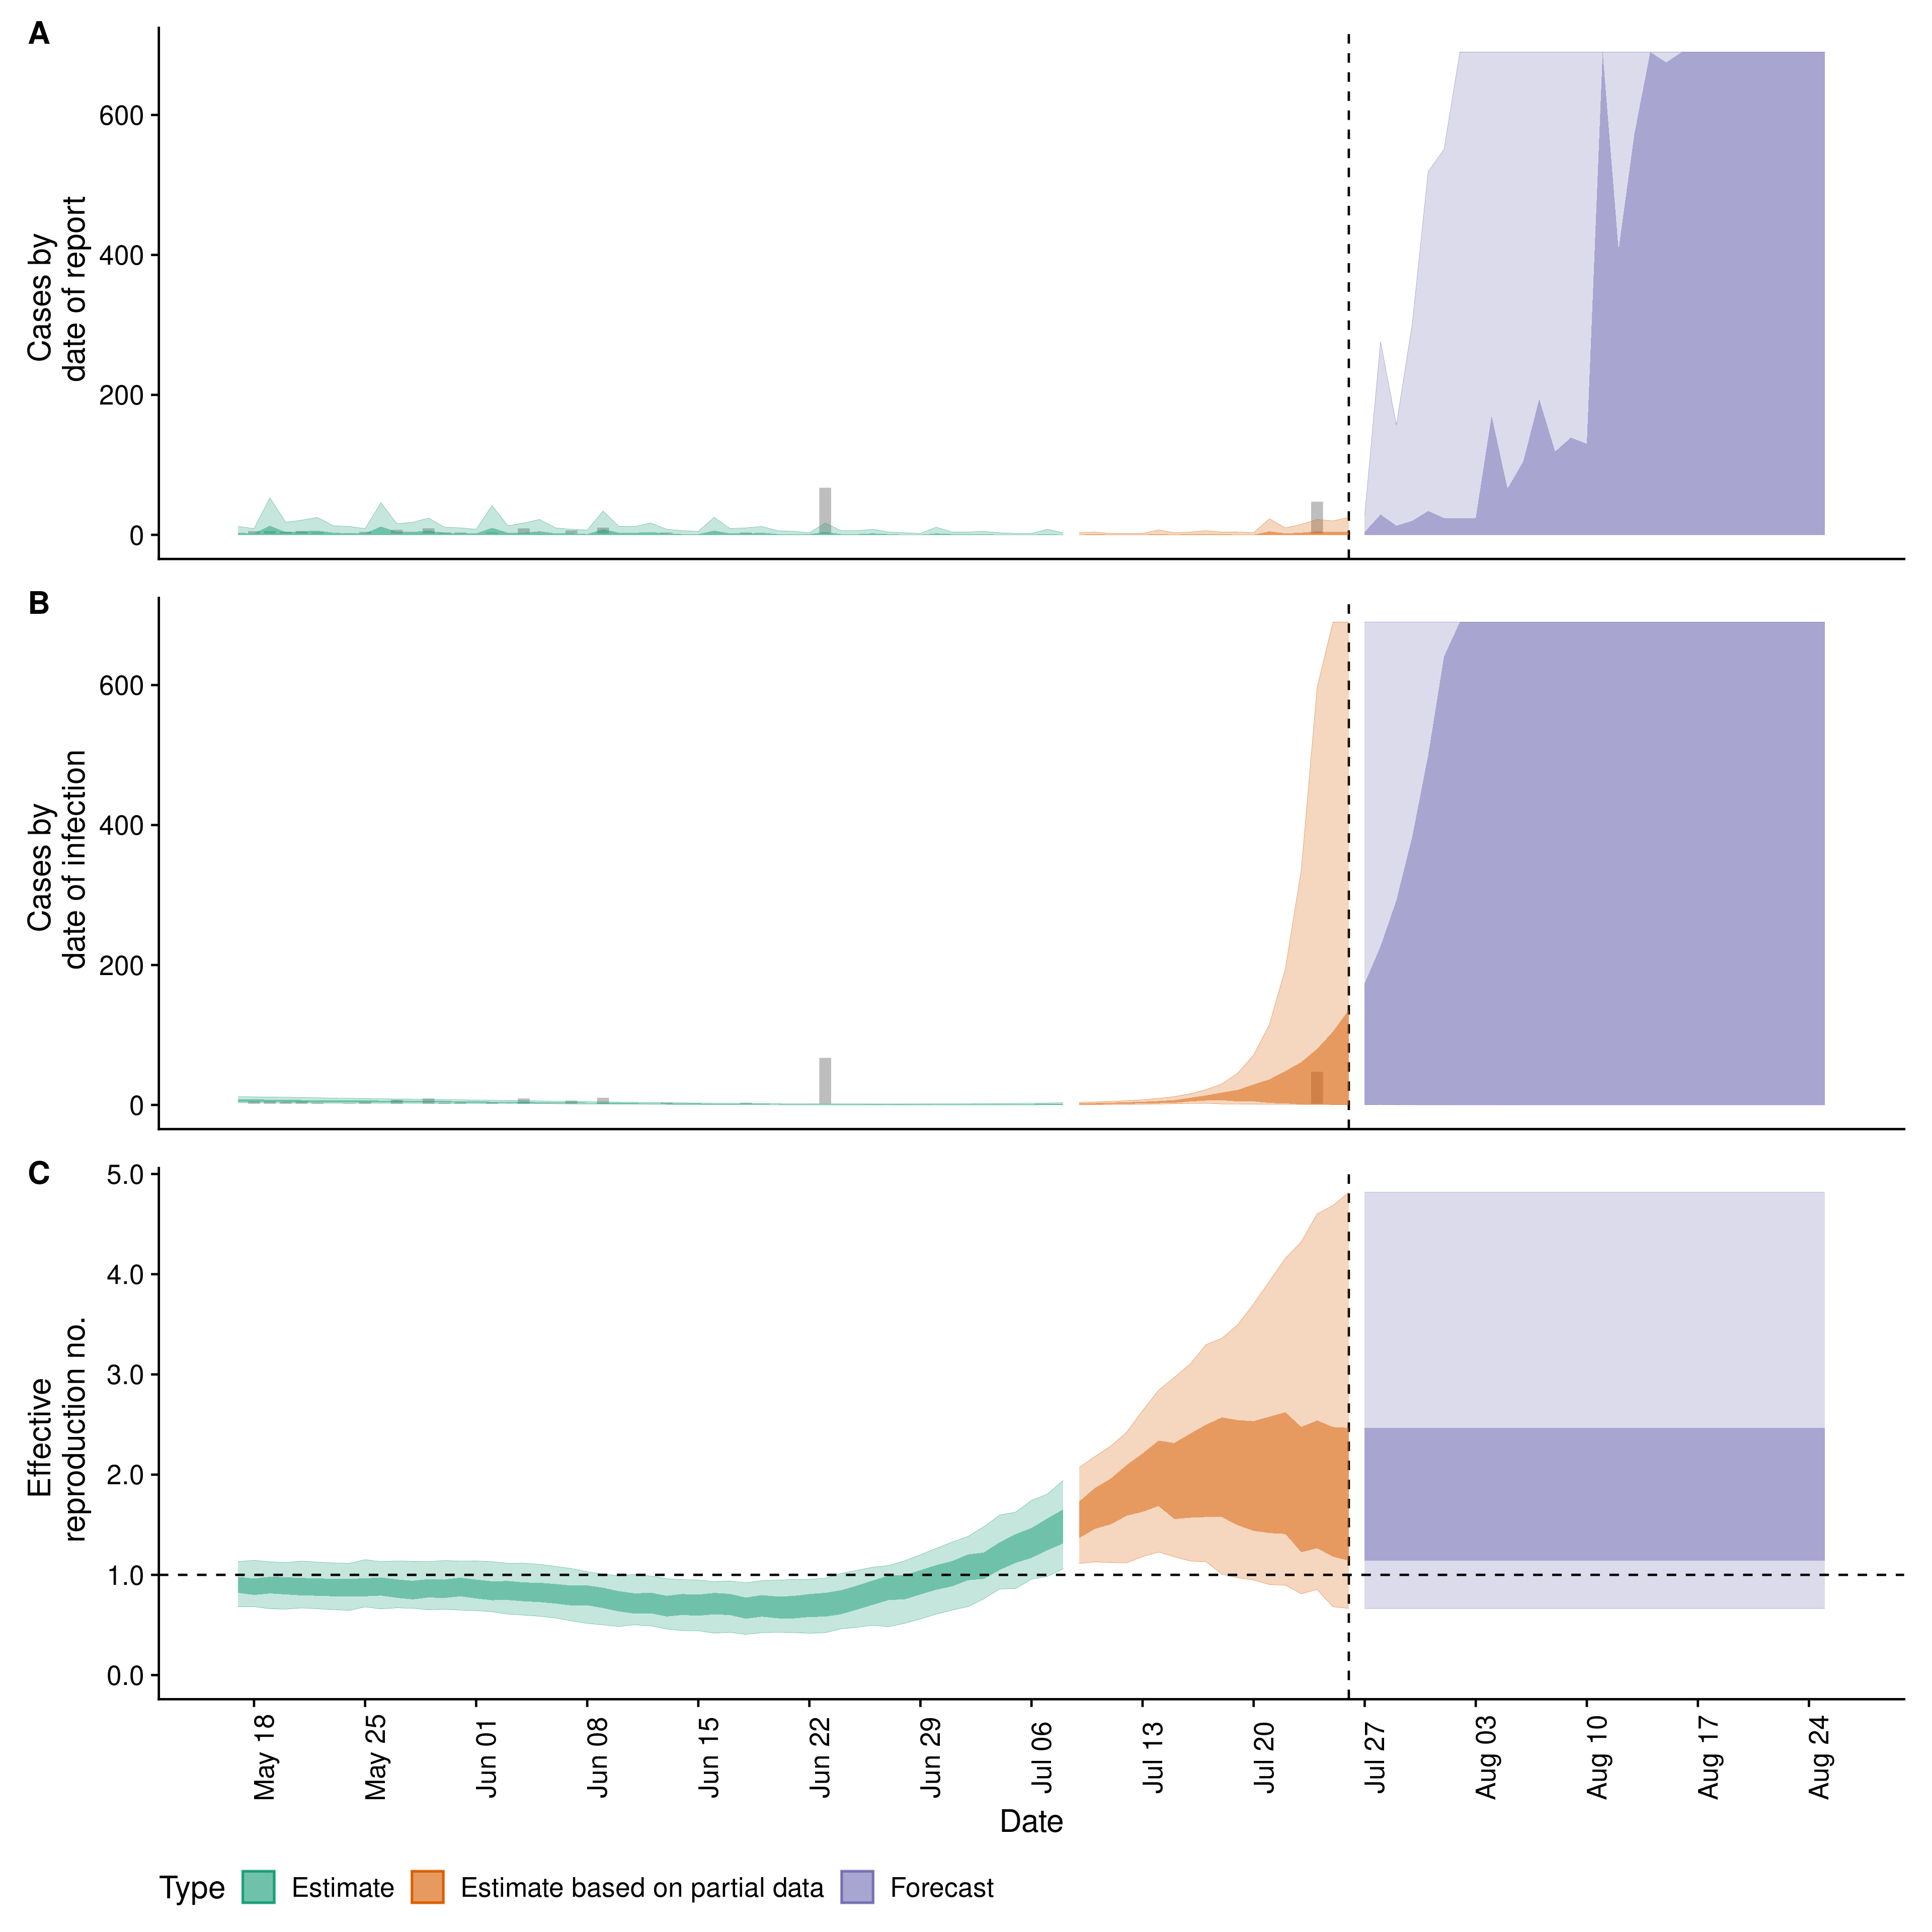 A
Cases by
date of report
600
400
200
0
B
Cases by
date of infection
600
400
200
0
C
Effective
reproduction no.
5.0
4.0
3.0
2.0
1.0
0.0
May 18
May 25
Jun 01
Jun 08
Jun 15
Jun 22
Jun 29
Jul 06
Jul 13
Jul 20
Jul 27
Aug 03
Aug 10
Aug 17
Aug 24
Date
Type Estimate Estimate based on partial data Forecast